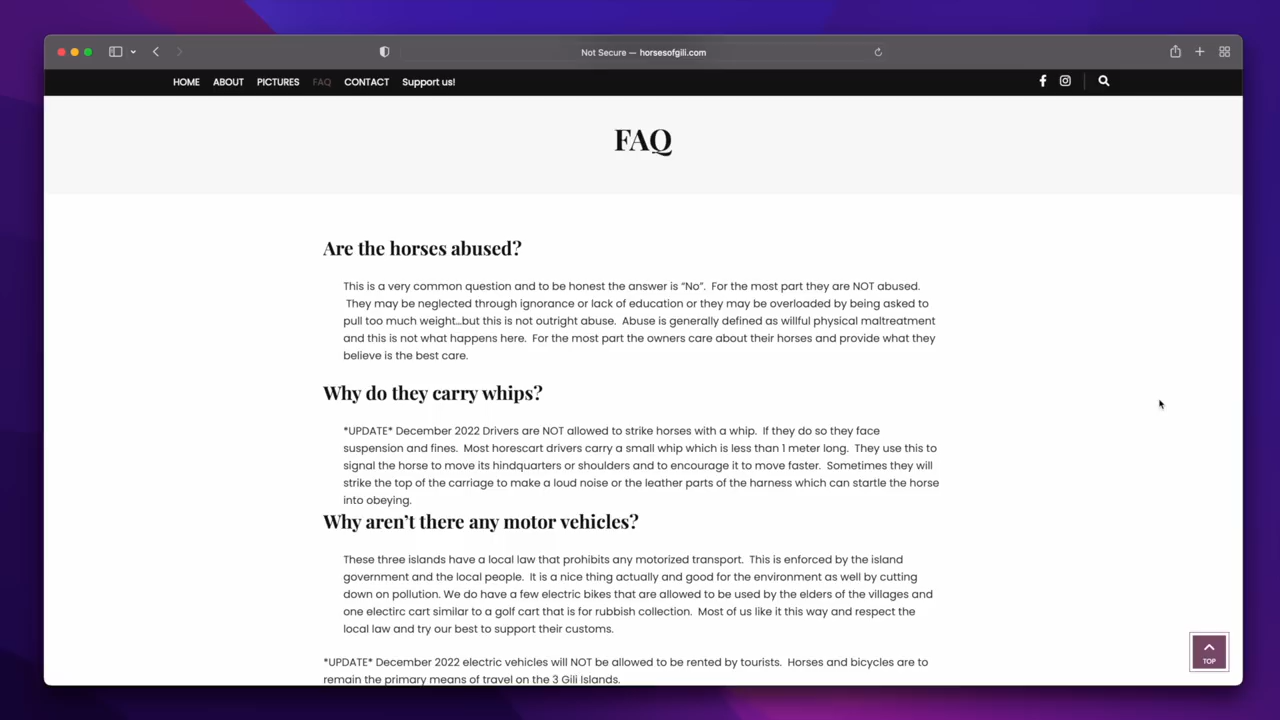 Not Secure — horsesofgili.com
HOME ABOUT PICTURES FAQ CONTACT Support us!
FAQ
Are the horses abused?
This is a very common question and to be honest the answer is “No”. For the most part they are NOT abused.
They may be neglected through ignorance or lack of education or they may be overloaded by being asked to
pull too much weight…but this is not outright abuse. Abuse is generally defined as willful physical maltreatment
and this is not what happens here. For the most part the owners care about their horses and provide what they
believe is the best care.
Why do they carry whips?
*UPDATE* December 2022 Drivers are NOT allowed to strike horses with a whip. If they do so they face
suspension and fines. Most horescart drivers carry a small whip which is less than 1 meter long. They use this to
signal the horse to move its hindquarters or shoulders and to encourage it to move faster. Sometimes they will
strike the top of the carriage to make a loud noise or the leather parts of the harness which can startle the horse
into obeying.
Why aren’t there any motor vehicles?
These three islands have a local law that prohibits any motorized transport. This is enforced by the island
government and the local people. It is a nice thing actually and good for the environment as well by cutting
down on pollution. We do have a few electric bikes that are allowed to be used by the elders of the villages and
one electirc cart similar to a golf cart that is for rubbish collection. Most of us like it this way and respect the
local law and try our best to support their customs.
*UPDATE* December 2022 electric vehicles will NOT be allowed to be rented by tourists. Horses and bicycles are to
remain the primary means of travel on the 3 Gili Islands.
TOP